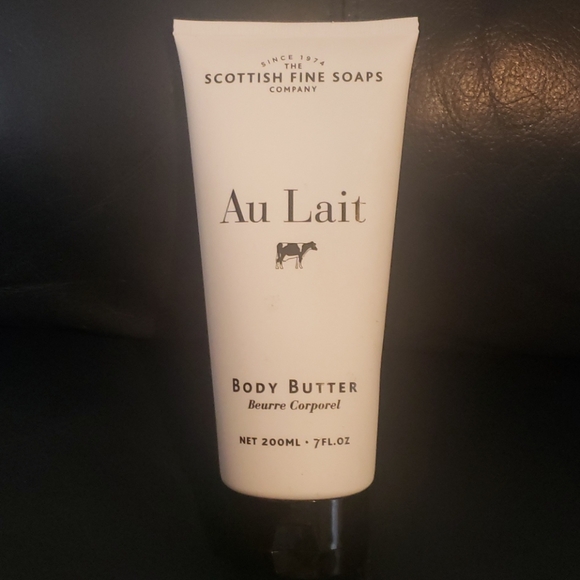 SINCE 1874
THE
SCOTTISH FINE SOAPS
COMPANY
Au Lait
BODY BUTTER
Beurre Corporel
NET 200ML • 7FL.OZ